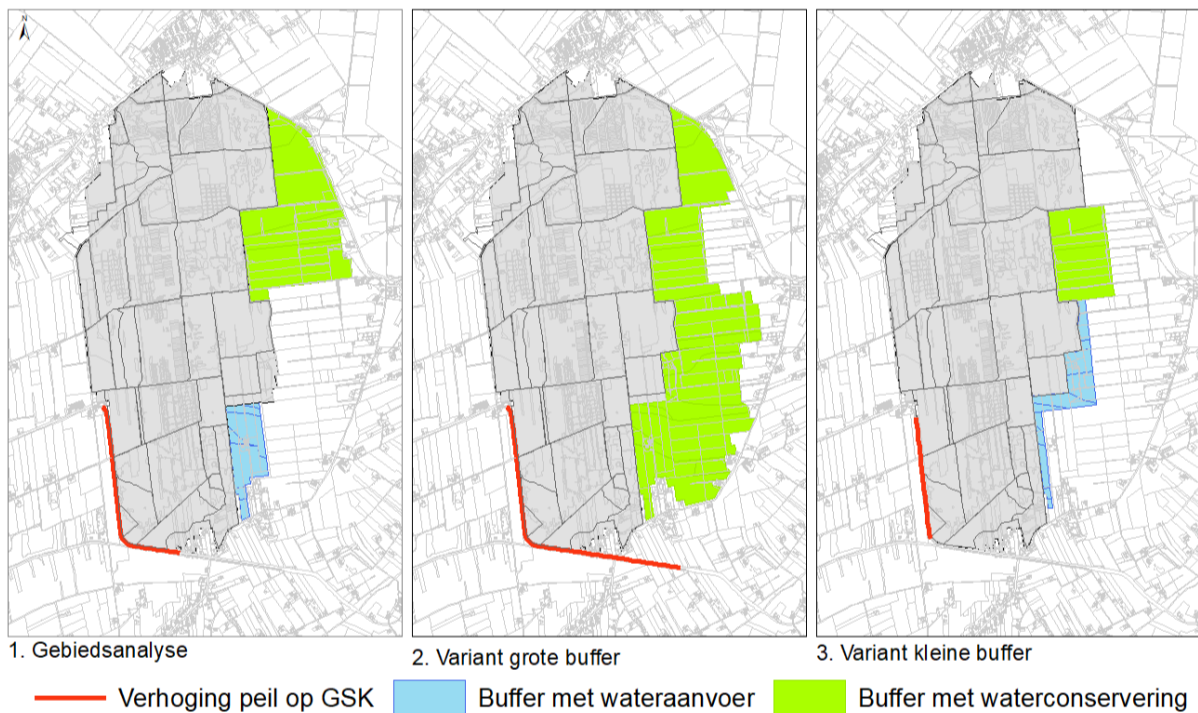 N
1. Gebiedsanalyse
2. Variant grote buffer
3. Variant kleine buffer
Verhoging peil op GSK
Buffer met wateraanvoer
Buffer met waterconservering